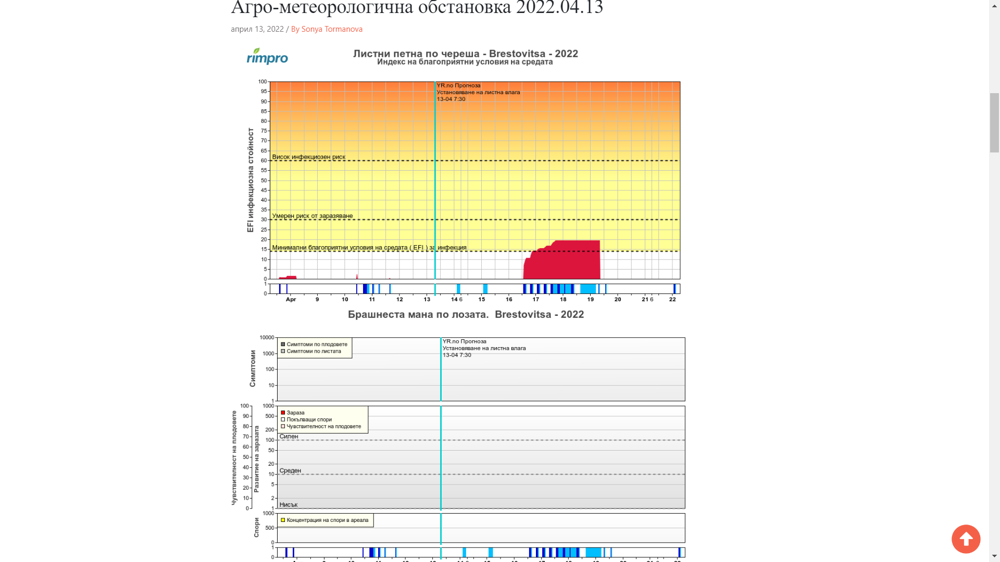 Агро-метеорологична обстановка 2022.04.13
април 13, 2022 / By Sonya Tormanova
rimpro
Листни петна по череша - Brestovitsa - 2022
Индекс на благоприятни условия на средата
EFI инфекциозна стойност
100
95
90
85
80
75
70
65
60
55
50
45
40
35
30
25
20
15
10
5
0
YR.no Прогноза
Установяване на листна влага
13-04 7:30
Висок инфекциозен риск
Умерен риск от заразяване
Минимални благоприятни условия на средата ( EFI ) за инфекция
1
0
Apr 9 10 11 12 13 14 6 15 16 17 18 19 20 21 6 22
Брашнеста мана по лозата. Brestovitsa - 2022
Симптоми
10000
1000
100
10
1
Симптоми по плодовете
Симптоми по листата
YR.no Прогноза
Установяване на листна влага
13-04 7:30
Чувствителност на плодовете
100
90
80
70
60
50
40
30
20
10
0
Развитие на заразата
1000
500
200
100
50
20
10
5
2
1
Зараза
Покълващи спори
Чувствителност на плодовете
Силен
Среден
Нисък
Спори
1000
500
0
Концентрация на спори в ареала
1
0